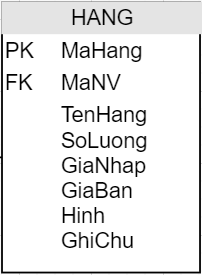 HANG
PK MaHang
FK MaNV
TenHang
SoLuong
GiaNhap
GiaBan
Hinh
GhiChu